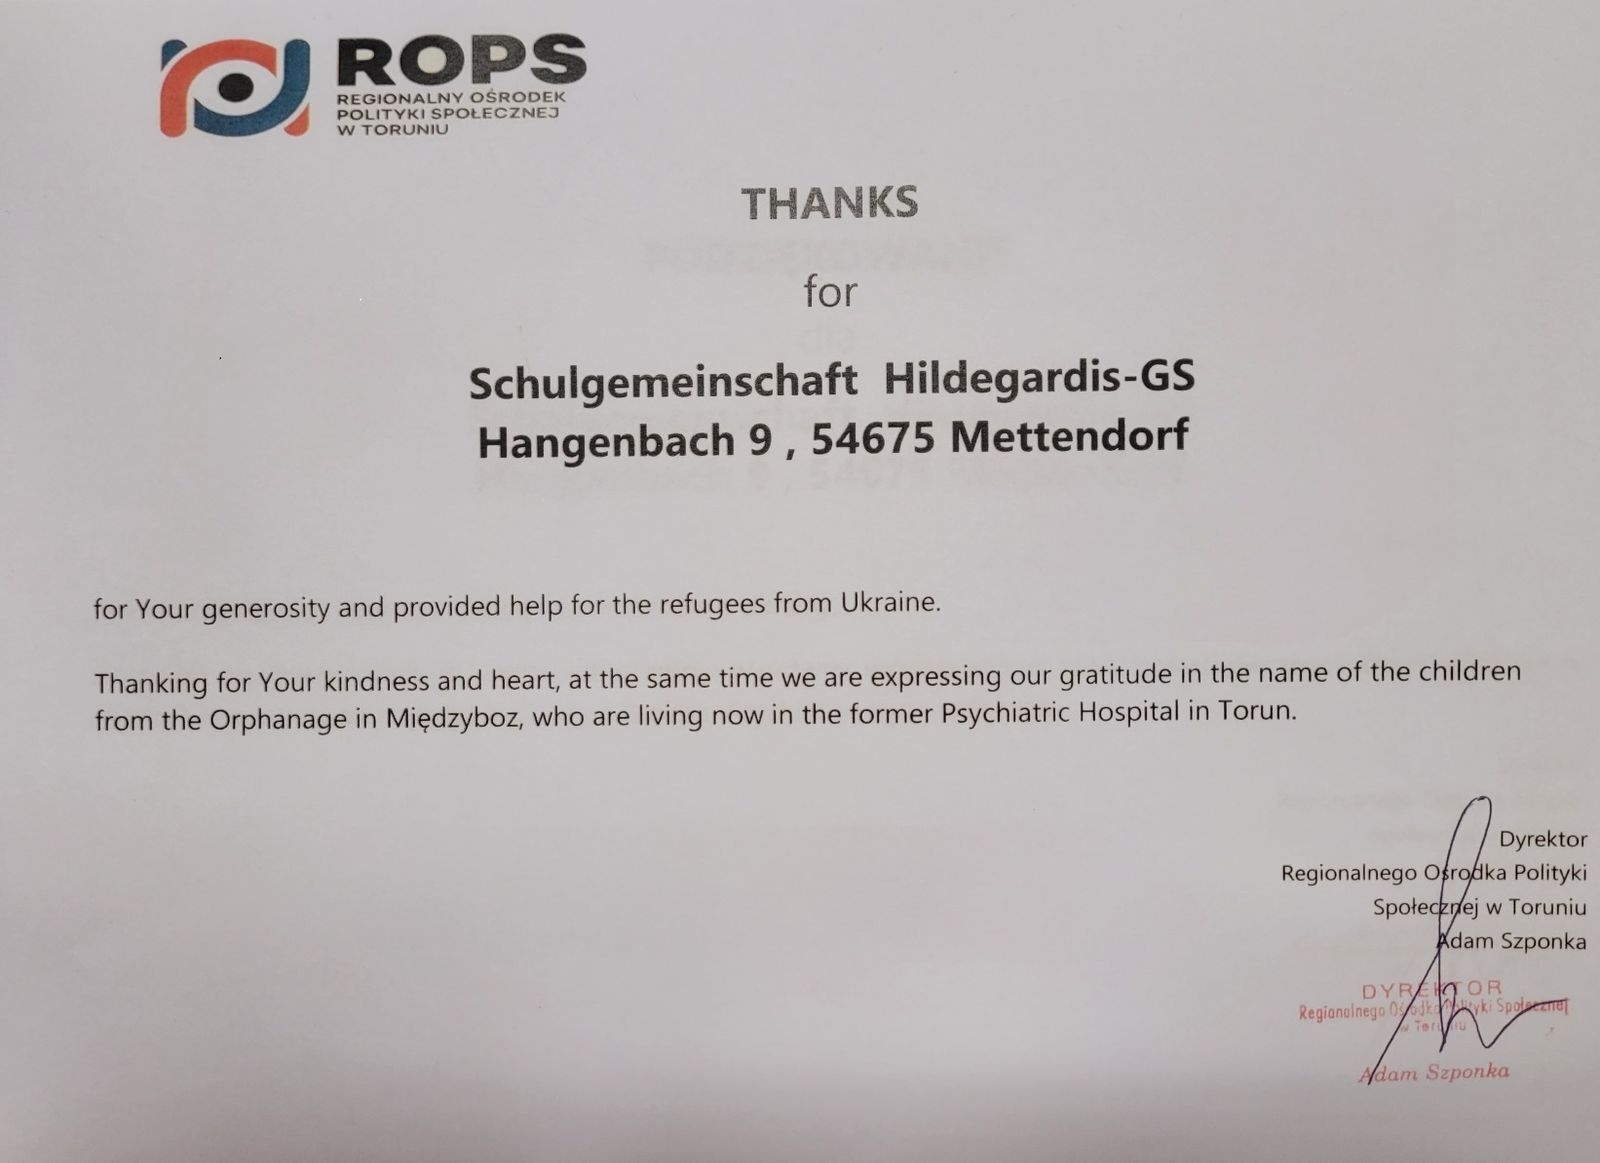 ROPS
REGIONALNY OŚRODEK
POLITYKI SPOŁECZNEJ
W TORUNIU
THANKS
for
Schulgemeinschaft Hildegardis-GS
Hangenbach 9 , 54675 Mettendorf
for Your generosity and provided help for the refugees from Ukraine.
Thanking for Your kindness and heart, at the same time we are expressing our gratitude in the name of the children
from the Orphanage in Międzyboz, who are living now in the former Psychiatric Hospital in Torun.
Dyrektor
Regionalnego Ośrodka Polityki
Społecznej w Toruniu
Adam Szponka
DYREKTOR
Regionalnego Ośrodka Polityki Społecznej
w Toruniu
Adam Szponka